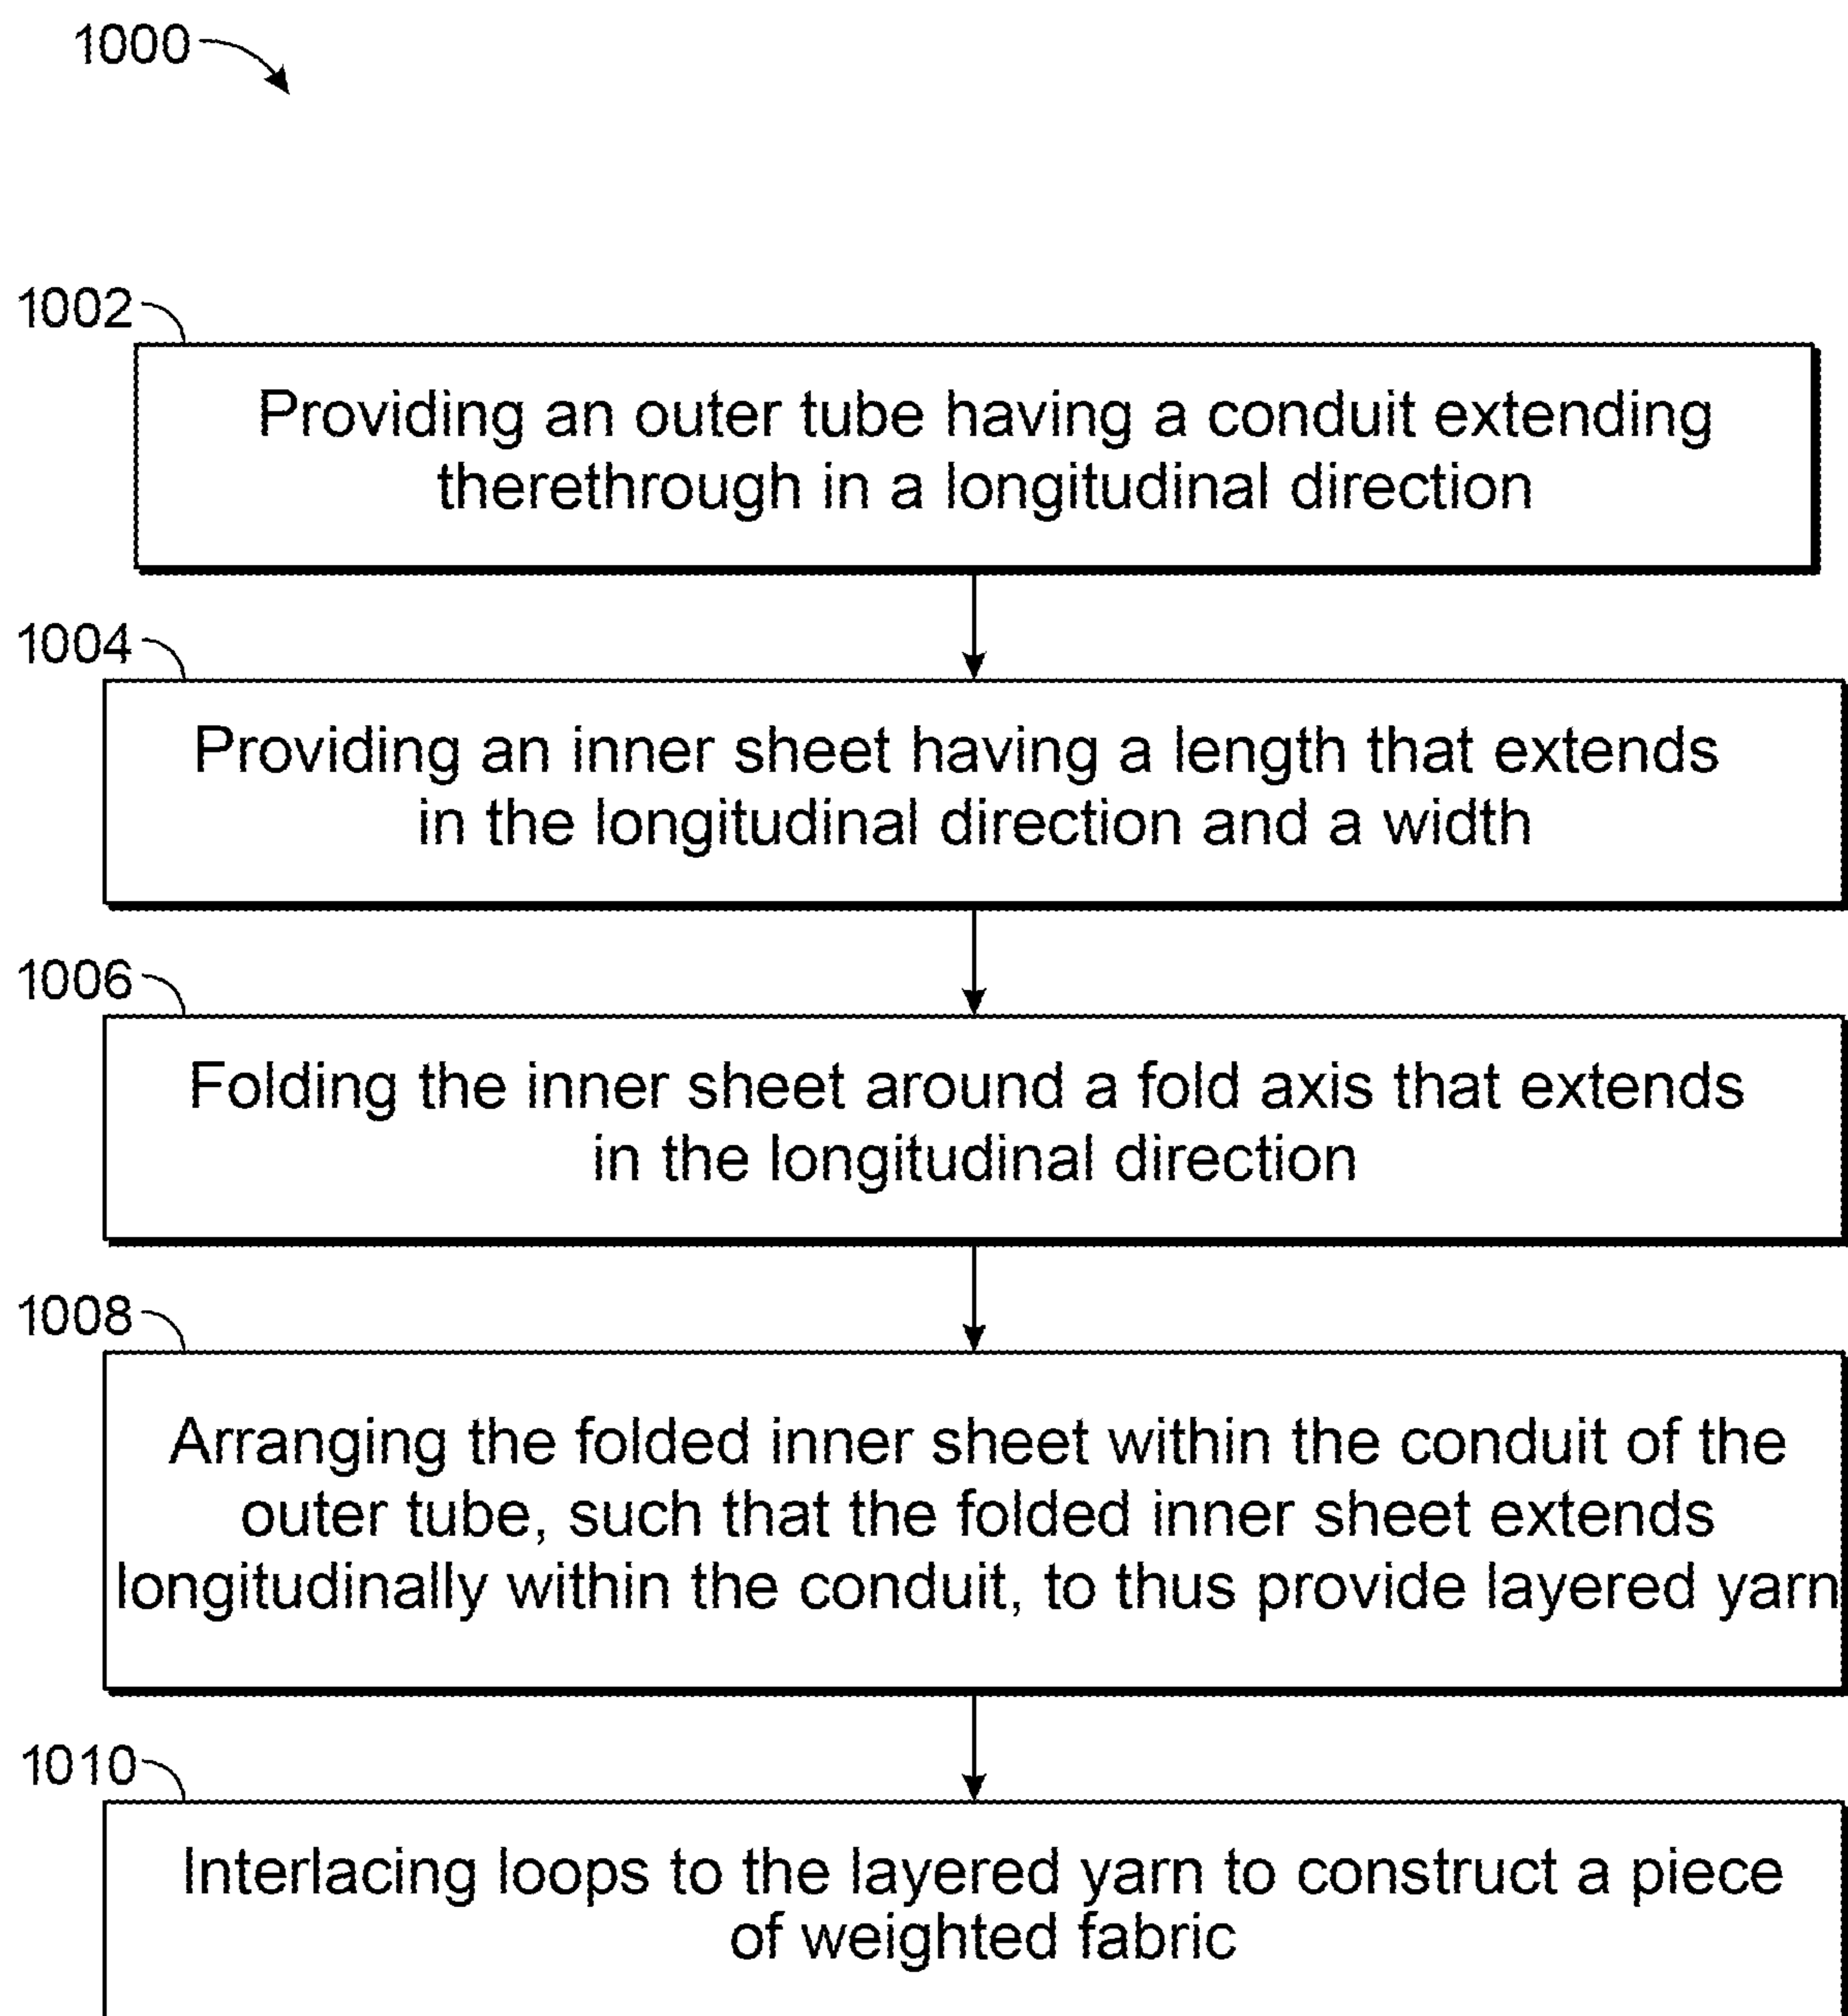 1000
1002
Providing an outer tube having a conduit extending
therethrough in a longitudinal direction
1004
Providing an inner sheet having a length that extends
in the longitudinal direction and a width
1006
Folding the inner sheet around a fold axis that extends
in the longitudinal direction
1008
Arranging the folded inner sheet within the conduit of the
outer tube, such that the folded inner sheet extends
longitudinally within the conduit, to thus provide layered yarn
1010
Interlacing loops to the layered yarn to construct a piece
of weighted fabric